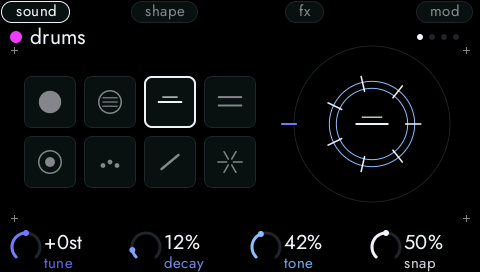 sound shape fx mod
drums
+0st 12% 42% 50%
tune decay tone snap